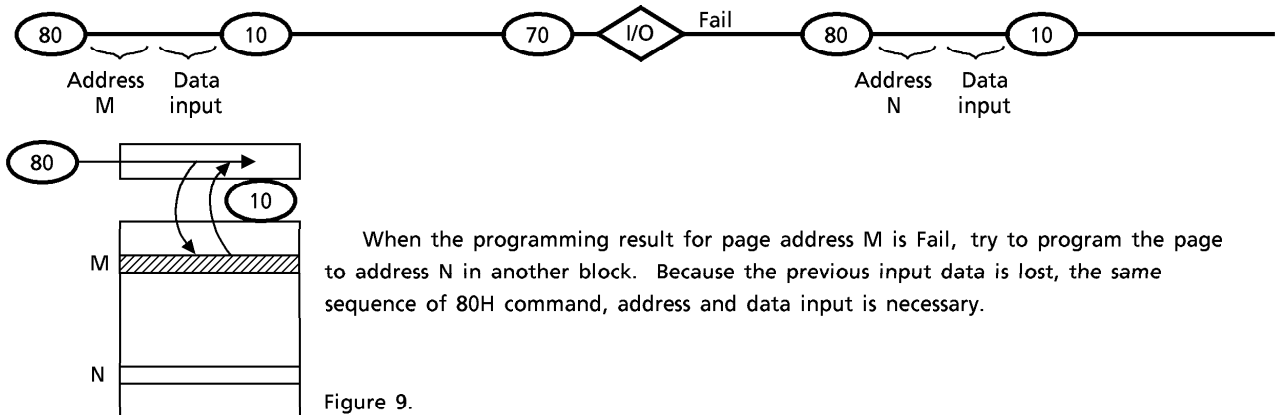 80 10 70 I/O Fail 80 10
Address Data Address Data
M input N input
80
10
M
When the programming result for page address M is Fail, try to program the page
to address N in another block. Because the previous input data is lost, the same
sequence of 80H command, address and data input is necessary.
N
Figure 9.